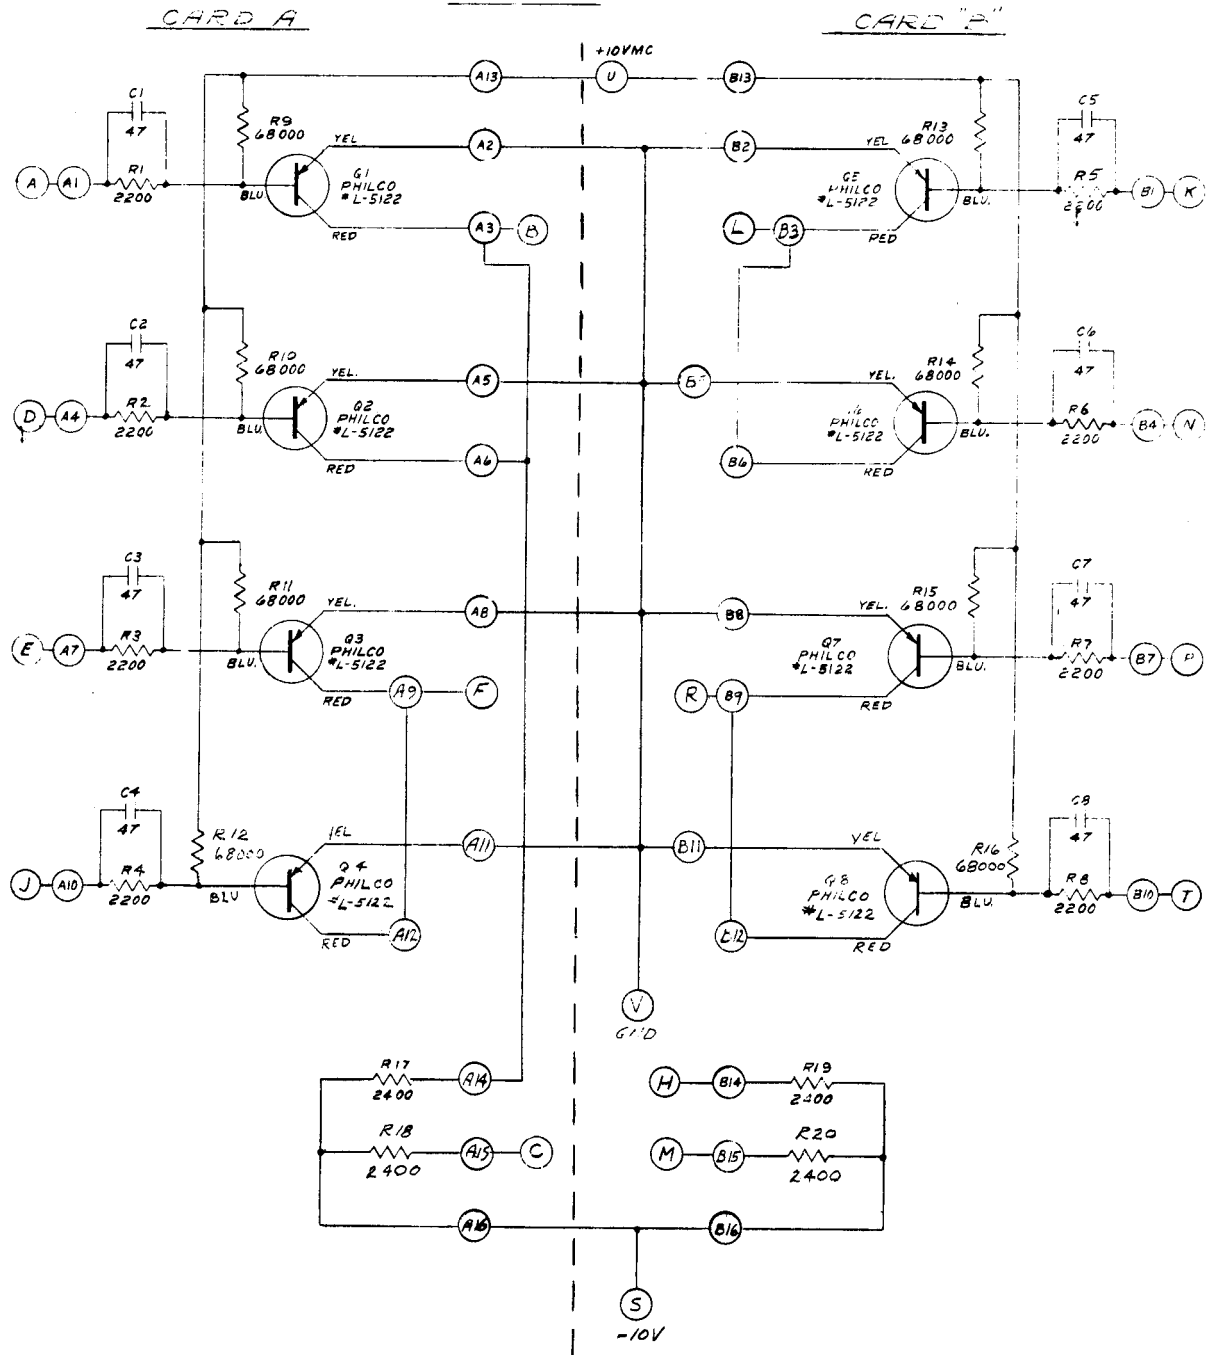 CARD A
CARD "B"
+10VMC
A13
U
B13
C1
47
R9
68000
YEL
A2
B2
YEL
R13
68000
C5
47
A
A1
R1
2200
BLU
Q1
PHILCO
#L-5122
PHILCO
#L-5122
BLU.
R5
2200
B1
K
RED
A3
B
L
B3
RED
C2
47
R10
68000
YEL.
A5
YEL.
R14
68000
C6
47
D
A4
R2
2200
BLU.
Q2
PHILCO
#L-5122
PHILCO
#L-5122
BLU.
R6
2200
B4
N
RED
A6
B6
RED
C3
47
R11
68000
YEL.
A8
B8
YEL.
R15
68000
C7
47
E
A7
R3
2200
BLU.
Q3
PHILCO
#L-5122
Q7
PHILCO
#L-5122
BLU.
R7
2200
B7
P
RED
A9
F
R
B9
RED
C4
47
R12
68000
YEL
A11
B11
YEL
R16
68000
C8
47
J
A10
R4
2200
BLU
Q4
PHILCO
#L-5122
Q8
PHILCO
#L-5122
BLU.
R8
2200
B10
T
RED
A12
RED
V
GND
R17
2400
A14
H
B14
R19
2400
R18
2400
A15
C
M
B15
R20
2400
A16
B16
S
-10V